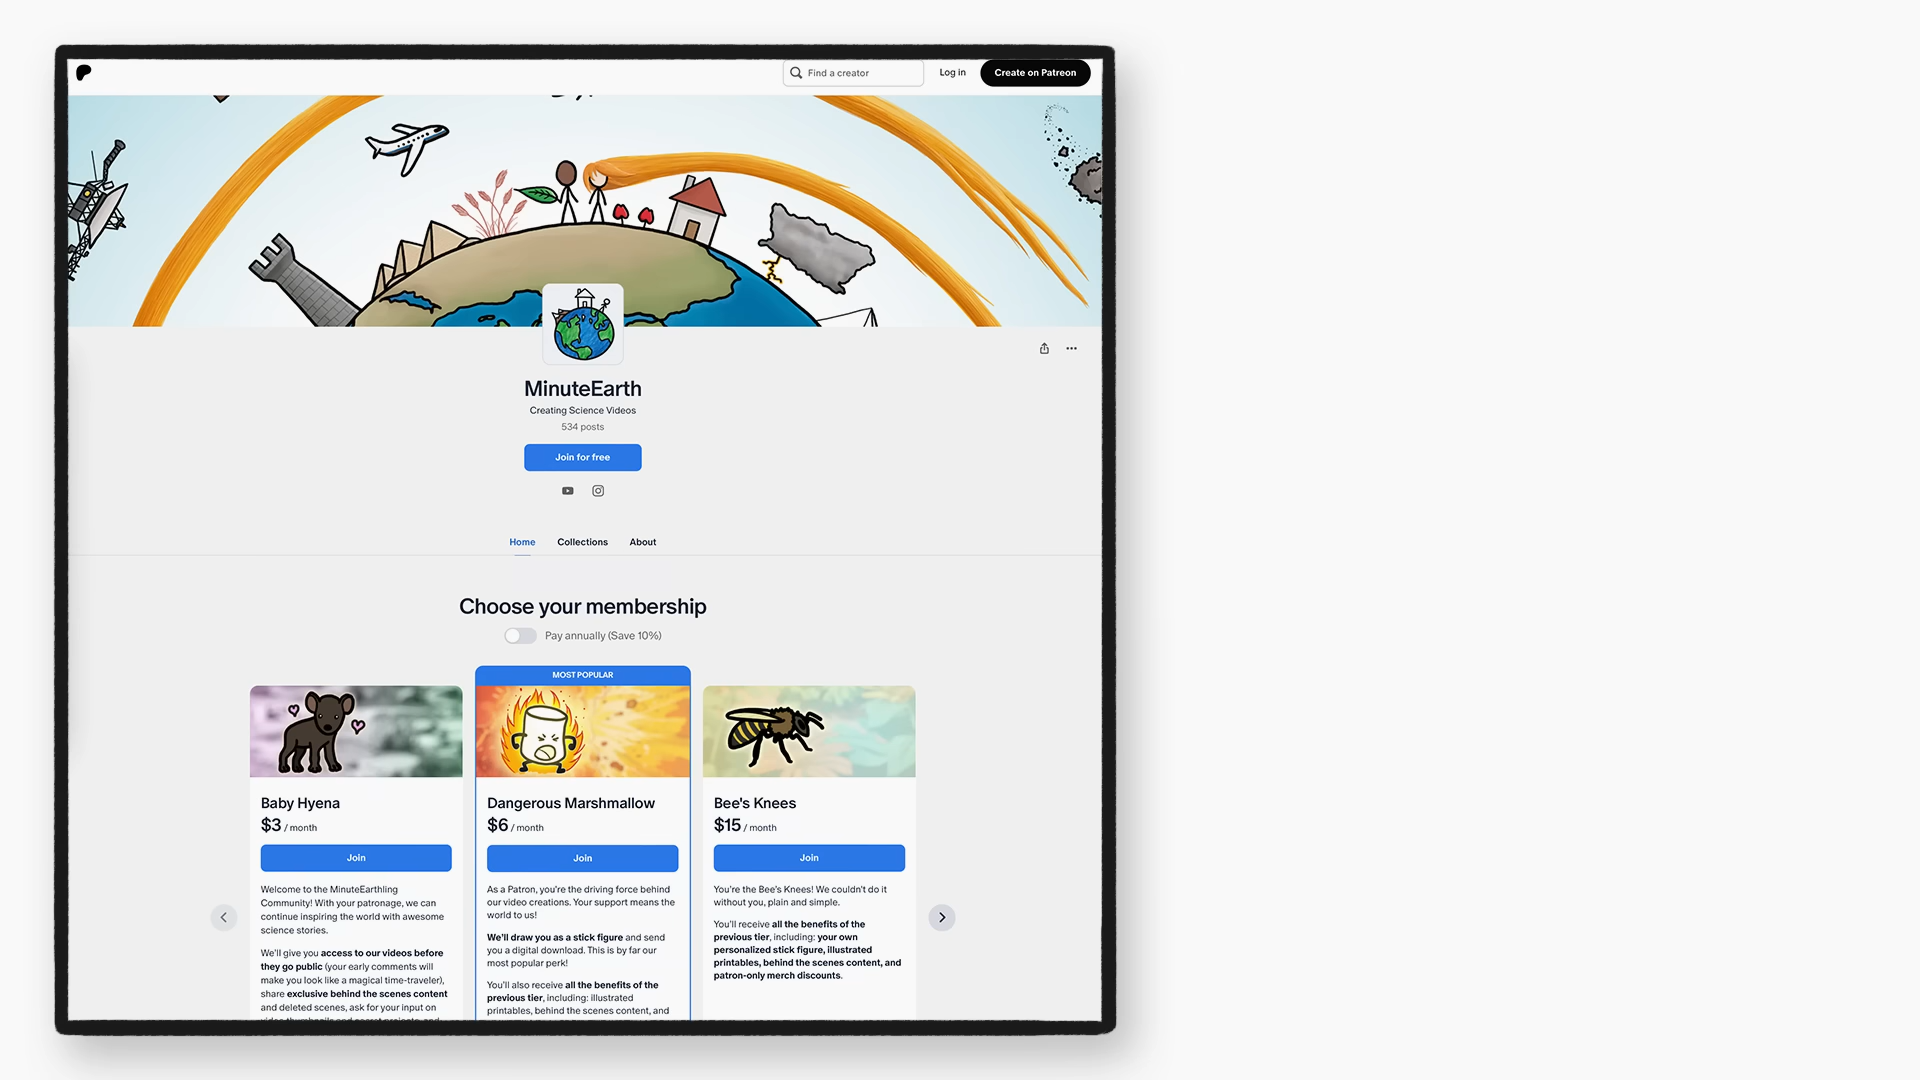 Find a creator
Log in
Create on Patreon
MinuteEarth
Creating Science Videos
534 posts
Join for free
Home
Collections
About
Choose your membership
Pay annually (Save 10%)
Baby Hyena
$3 / month
Join
Welcome to the MinuteEarthling
Community! With your patronage, we can
continue inspiring the world with awesome
science stories.
We'll give you access to our videos before
they go public (your early comments will
make you look like a magical time-traveler),
share exclusive behind the scenes content
and deleted scenes, ask for your input on
MOST POPULAR
Dangerous Marshmallow
$6 / month
Join
As a Patron, you're the driving force behind
our video creations. Your support means the
world to us!
We'll draw you as a stick figure and send
you a digital download. This is by far our
most popular perk!
You'll also receive all the benefits of the
previous tier, including: illustrated
printables, behind the scenes content, and
Bee's Knees
$15 / month
Join
You're the Bee's Knees! We couldn't do it
without you, plain and simple.
You'll receive all the benefits of the
previous tier, including: your own
personalized stick figure, illustrated
printables, behind the scenes content, and
patron-only merch discounts.